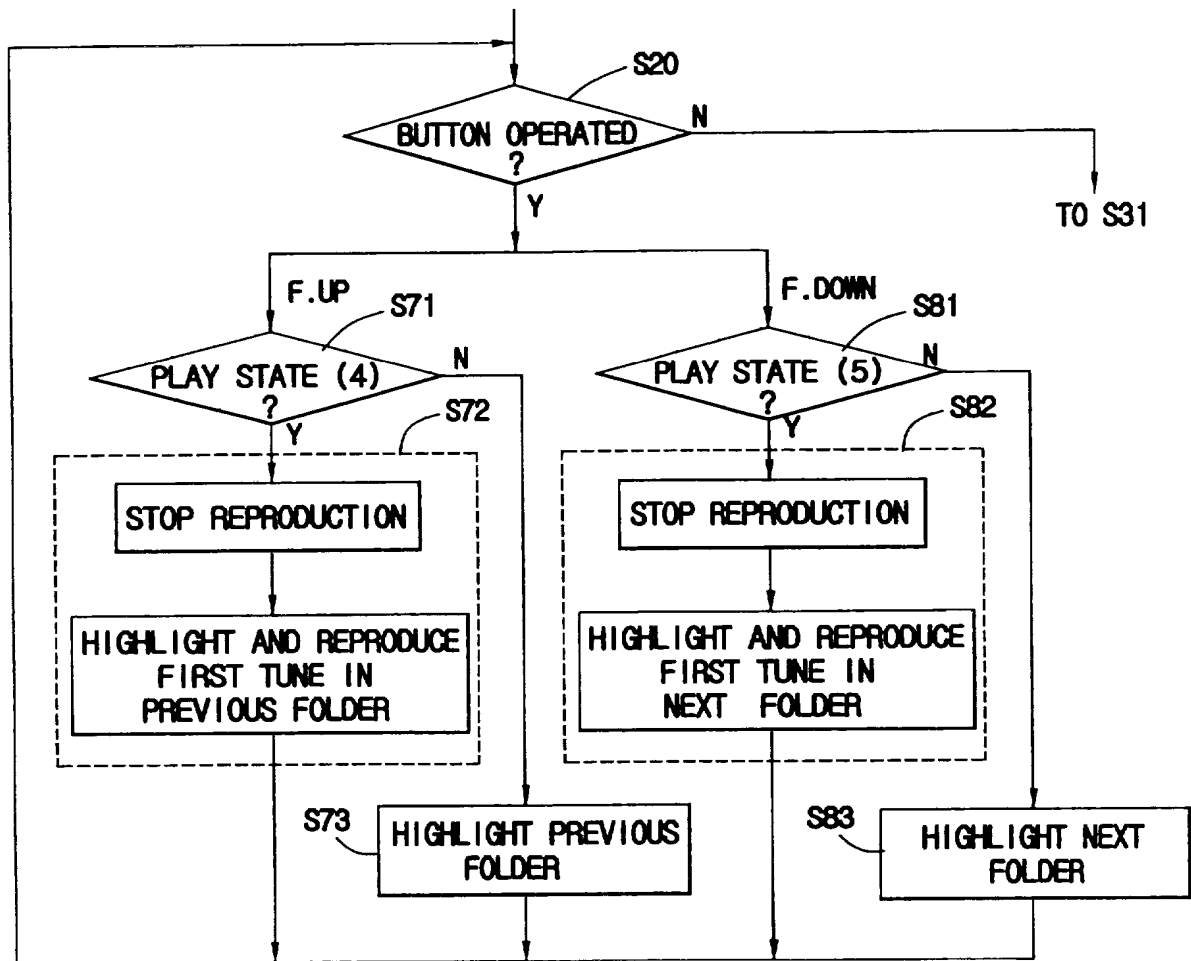 S20
BUTTON OPERATED
?
N
Y
TO S31
F.UP
F.DOWN
S71
S81
PLAY STATE (4)
?
N
Y
PLAY STATE (5)
?
N
Y
S72
S82
STOP REPRODUCTION
STOP REPRODUCTION
HIGHLIGHT AND REPRODUCE
FIRST TUNE IN
PREVIOUS FOLDER
HIGHLIGHT AND REPRODUCE
FIRST TUNE IN
NEXT FOLDER
S73
HIGHLIGHT PREVIOUS
FOLDER
S83
HIGHLIGHT NEXT
FOLDER